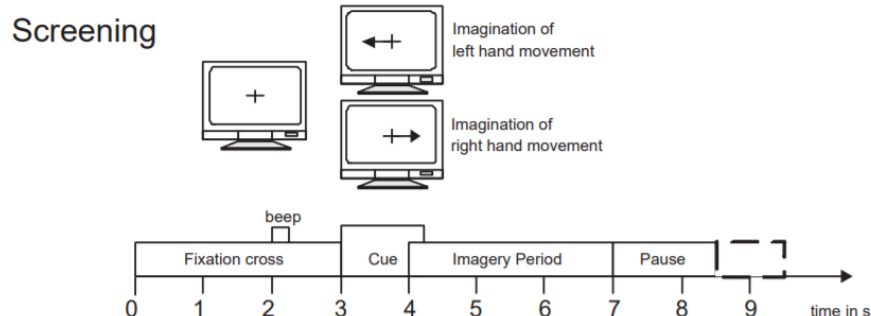 Screening
Imagination of
left hand movement
Imagination of
right hand movement
beep
Fixation cross
Cue
Imagery Period
Pause
0 1 2 3 4 5 6 7 8 9 time in s